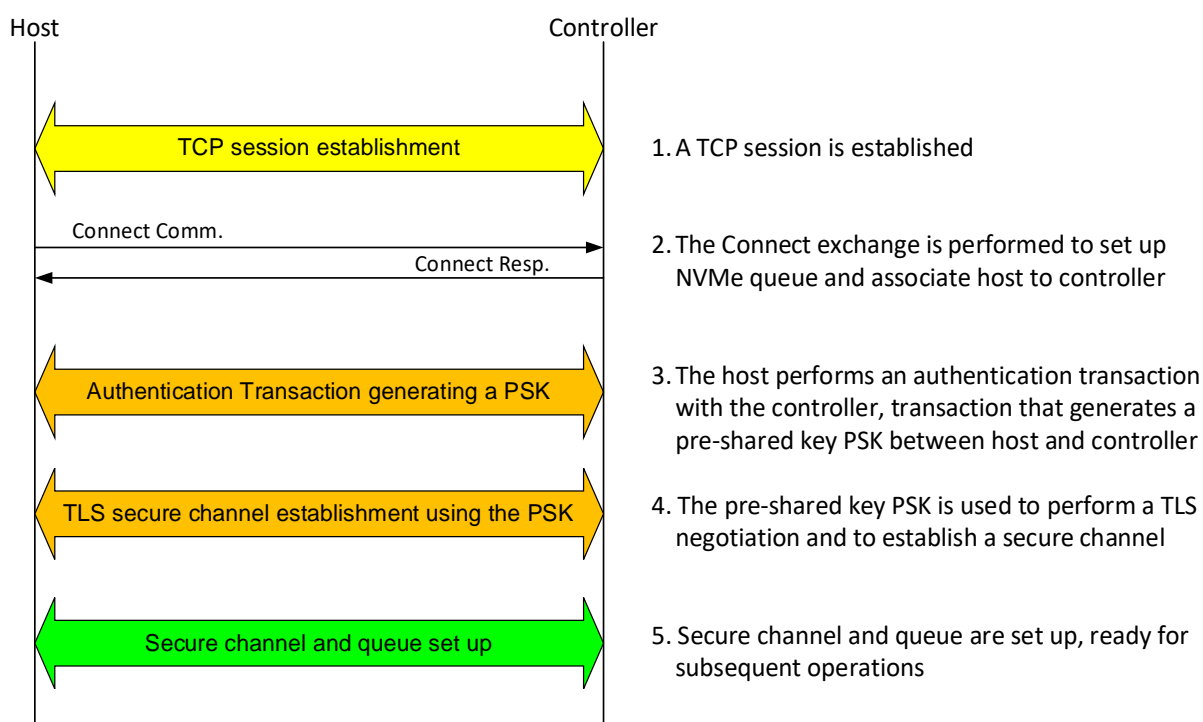 Host
Controller
TCP session establishment
1. A TCP session is established
Connect Comm.
Connect Resp.
2. The Connect exchange is performed to set up
NVMe queue and associate host to controller
Authentication Transaction generating a PSK
3. The host performs an authentication transaction
with the controller, transaction that generates a
pre-shared key PSK between host and controller
TLS secure channel establishment using the PSK
4. The pre-shared key PSK is used to perform a TLS
negotiation and to establish a secure channel
Secure channel and queue set up
5. Secure channel and queue are set up, ready for
subsequent operations